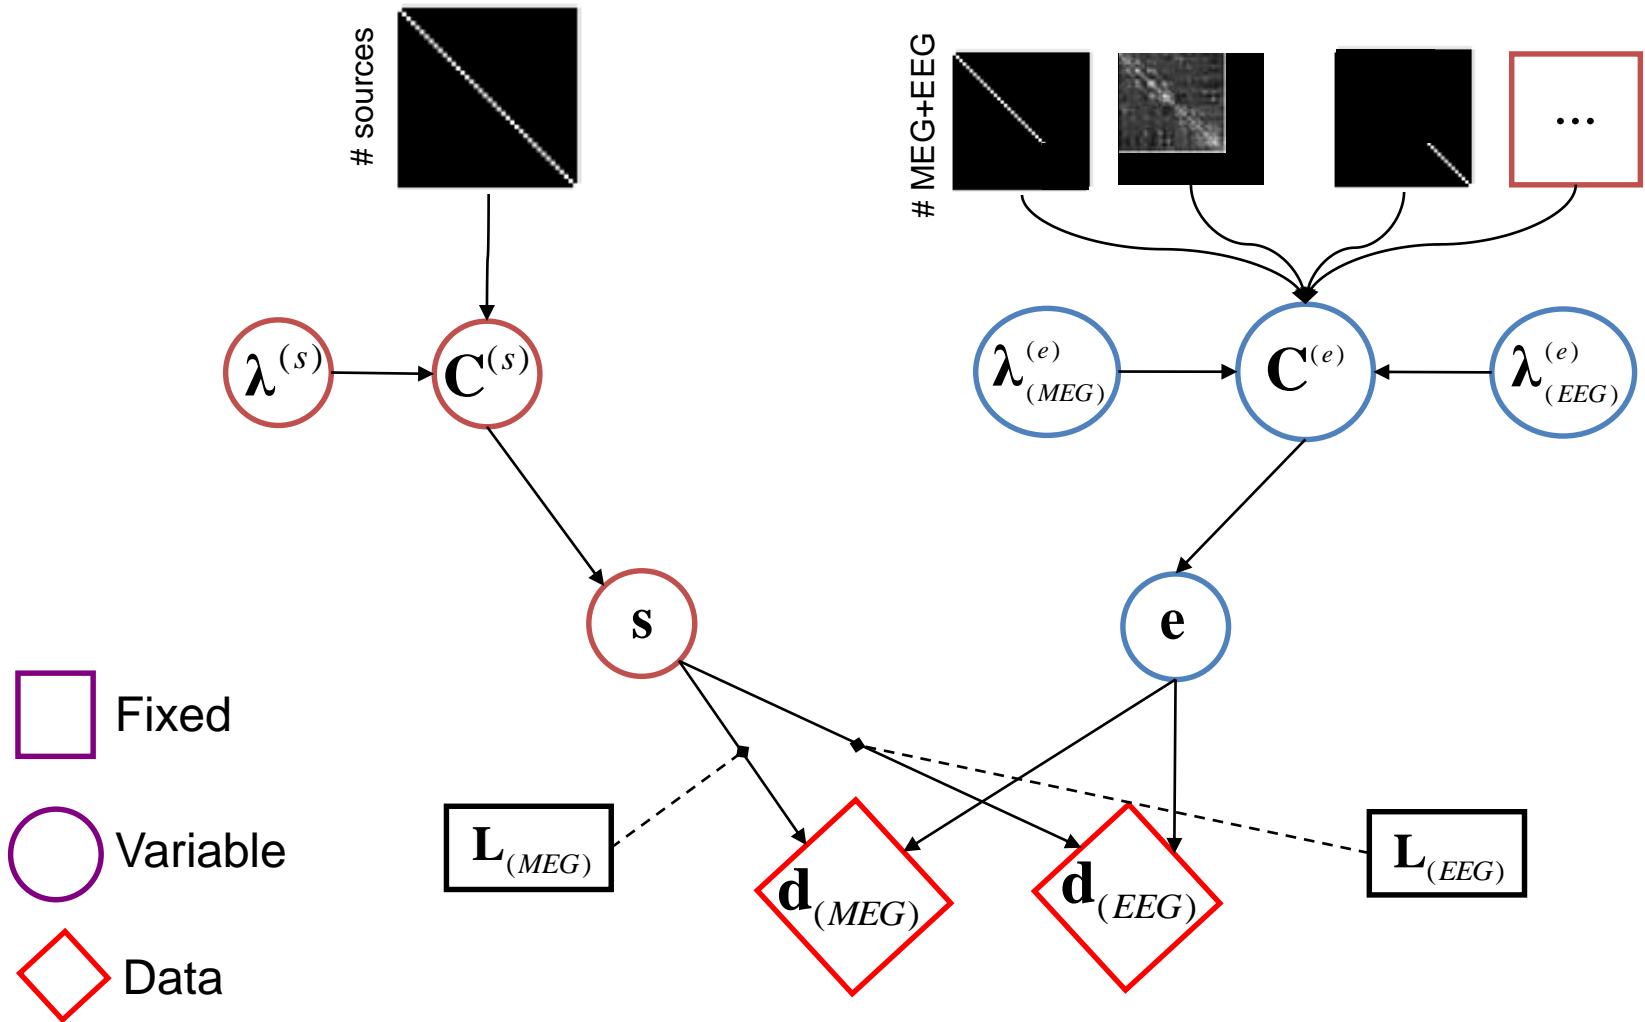 # sources
# MEG+EEG
...
λ^(s)
C^(s)
λ^(e)_(MEG)
C^(e)
λ^(e)_(EEG)
s
e
Fixed
Variable
Data
L_(MEG)
d_(MEG)
d_(EEG)
L_(EEG)